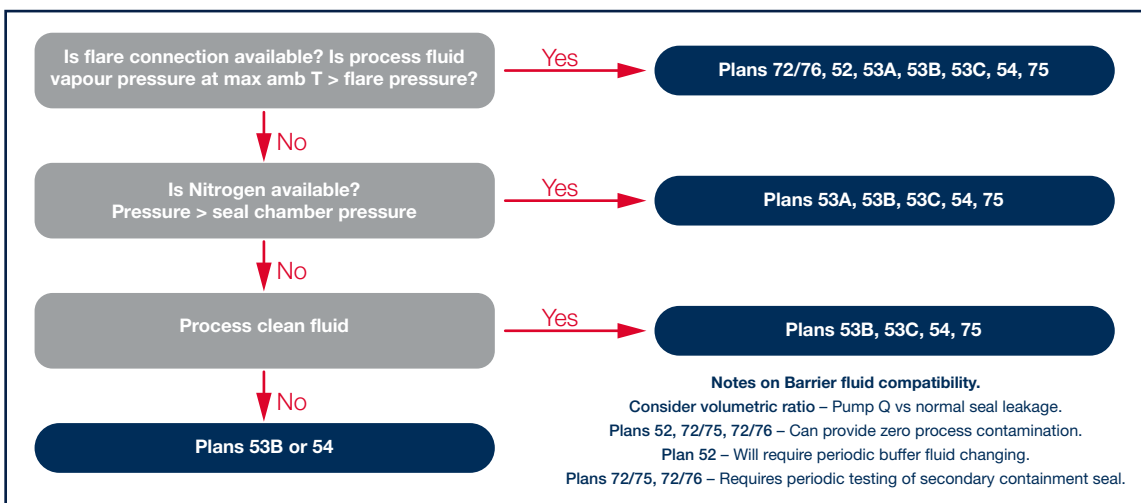 Is flare connection available? Is process fluid
vapour pressure at max amb T > flare pressure?
Yes
Plans 72/76, 52, 53A, 53B, 53C, 54, 75
No
Is Nitrogen available?
Pressure > seal chamber pressure
Yes
Plans 53A, 53B, 53C, 54, 75
No
Process clean fluid
Yes
Plans 53B, 53C, 54, 75
No
Plans 53B or 54
Notes on Barrier fluid compatibility.
Consider volumetric ratio – Pump Q vs normal seal leakage.
Plans 52, 72/75, 72/76 – Can provide zero process contamination.
Plan 52 – Will require periodic buffer fluid changing.
Plans 72/75, 72/76 – Requires periodic testing of secondary containment seal.